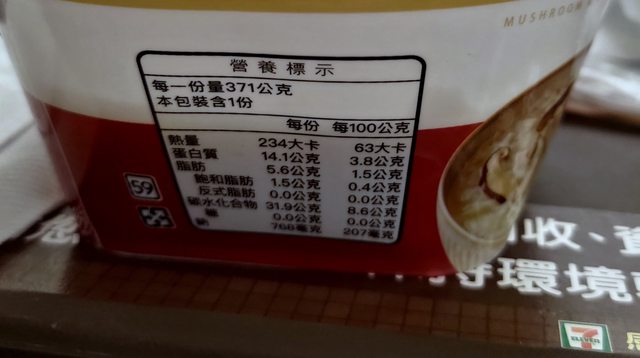 MUSHROOM
營養標示
每一份量371公克
本包裝含1份
每份 每100公克
熱量 234大卡 63大卡
蛋白質 14.1公克 3.8公克
脂肪 5.6公克 1.5公克
飽和脂肪 1.5公克 0.4公克
反式脂肪 0.0公克 0.0公克
碳水化合物 31.9公克 8.6公克
糖 0.0公克 0.0公克
鈉 768毫克 207毫克
59
回收、
環境
7
ELEVEN